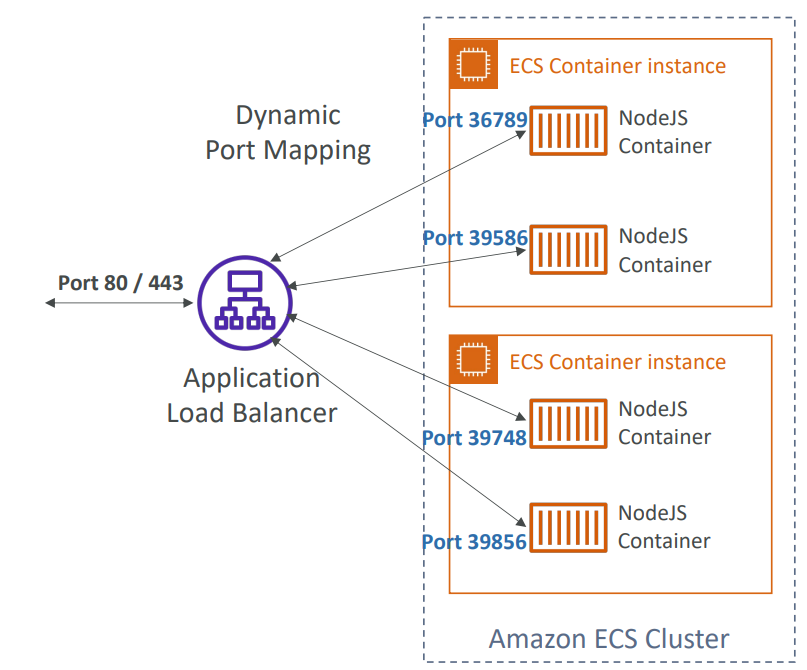 Dynamic
Port Mapping
Port 80 / 443
Application
Load Balancer
ECS Container instance
Port 36789
NodeJS
Container
Port 39586
NodeJS
Container
ECS Container instance
Port 39748
NodeJS
Container
Port 39856
NodeJS
Container
Amazon ECS Cluster